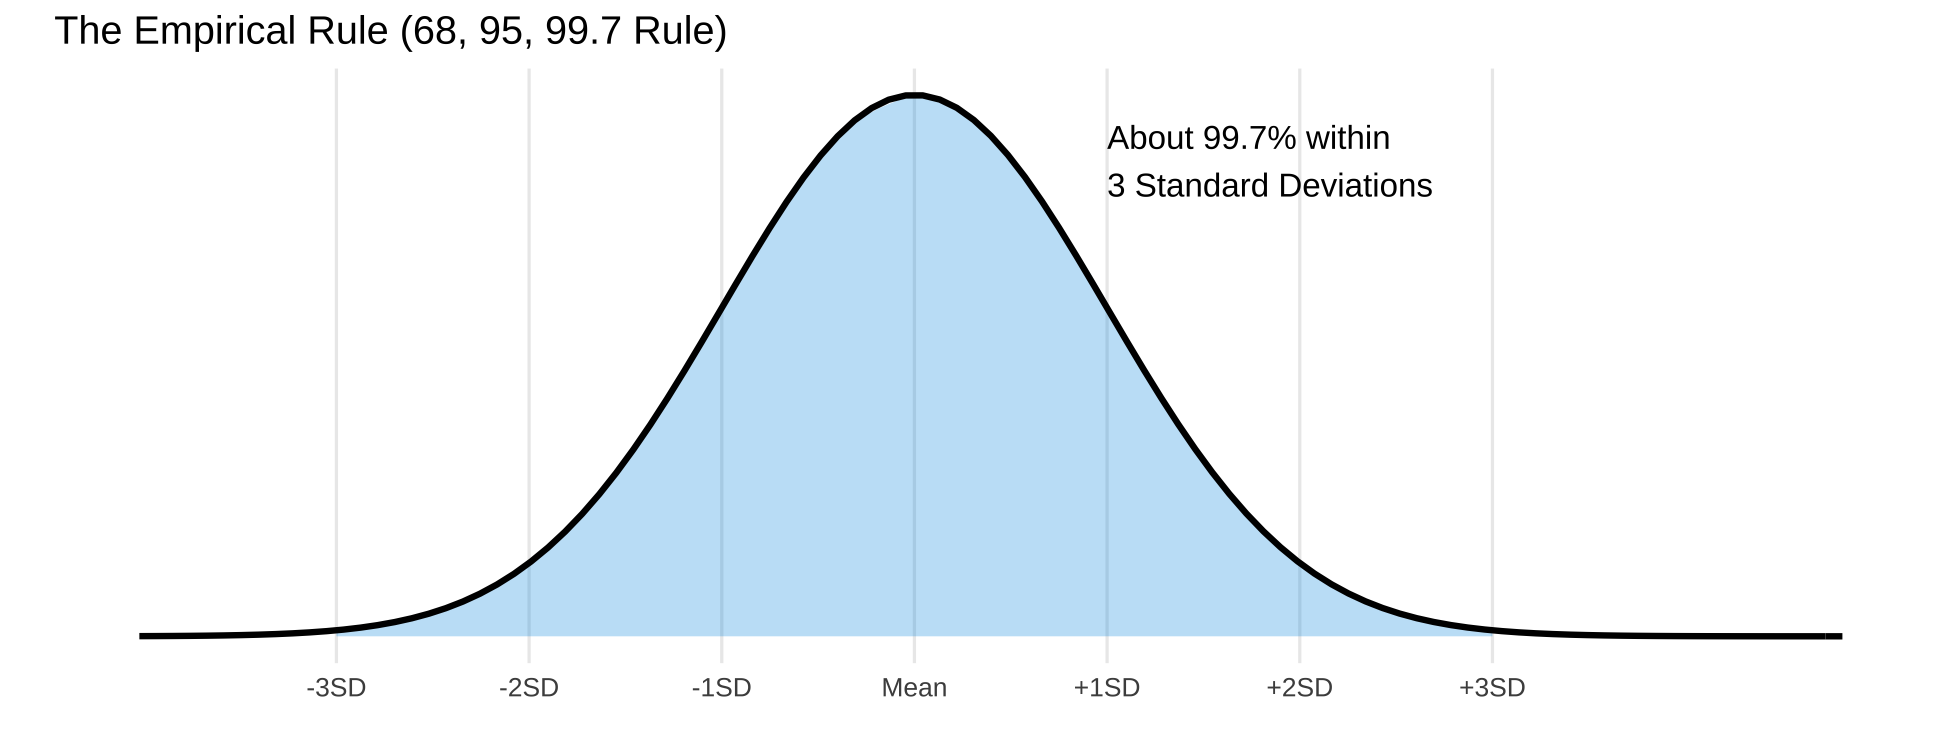 The Empirical Rule (68, 95, 99.7 Rule)
About 99.7% within
3 Standard Deviations
-3SD -2SD -1SD Mean +1SD +2SD +3SD